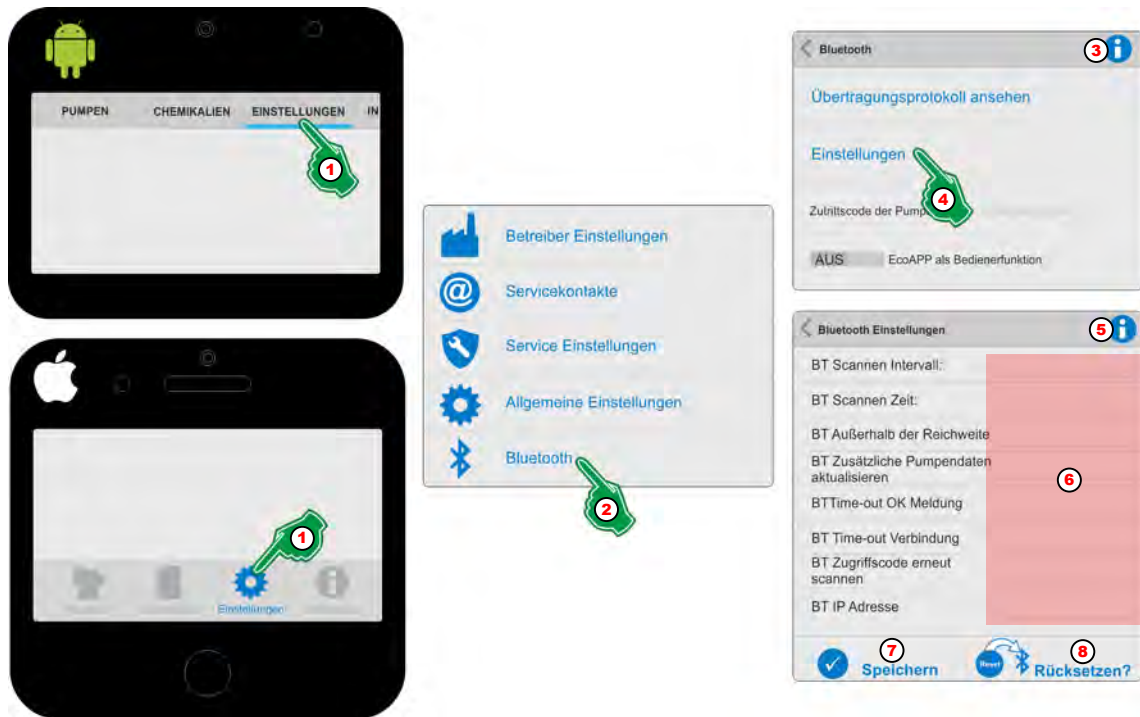 PUMPEN CHEMIKALIEN EINSTELLUNGEN IN
1
1
Einstellungen
Betreiber Einstellungen
Servicekontakte
Service Einstellungen
Allgemeine Einstellungen
Bluetooth
2
Bluetooth
3
Übertragungsprotokoll ansehen
Einstellungen
4
Zutrittscode der Pump
AUS EcoAPP als Bedienerfunktion
Bluetooth Einstellungen
5
BT Scannen Intervall:
BT Scannen Zeit:
BT Außerhalb der Reichweite
BT Zusätzliche Pumpendaten
aktualisieren
BTTime-out OK Meldung
BT Time-out Verbindung
BT Zugriffscode erneut
scannen
BT IP Adresse
6
7
Speichern
Reset
8
Rücksetzen?